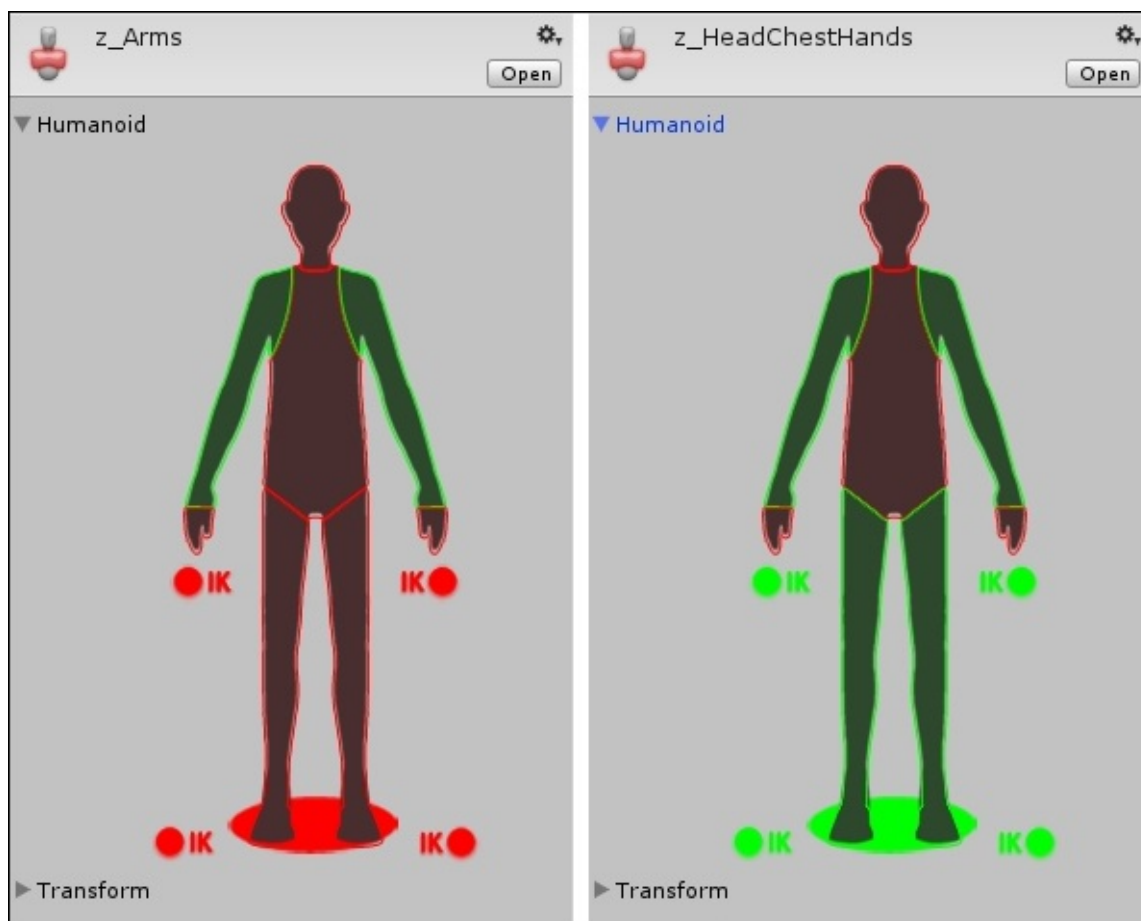 z_Arms
Open
Humanoid
IK IK
IK IK
Transform
z_HeadChestHands
Open
Humanoid
IK IK
IK IK
Transform